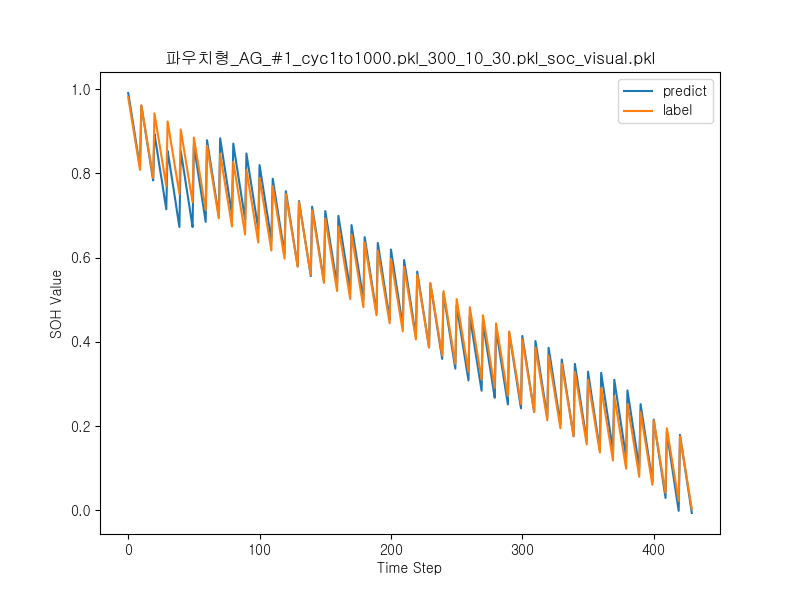 파우치형_AG_#1_cyc1to1000.pkl_300_10_30.pkl_soc_visual.pkl
predict
label
1.0
0.8
0.6
0.4
0.2
0.0
SOH Value
0 100 200 300 400
Time Step